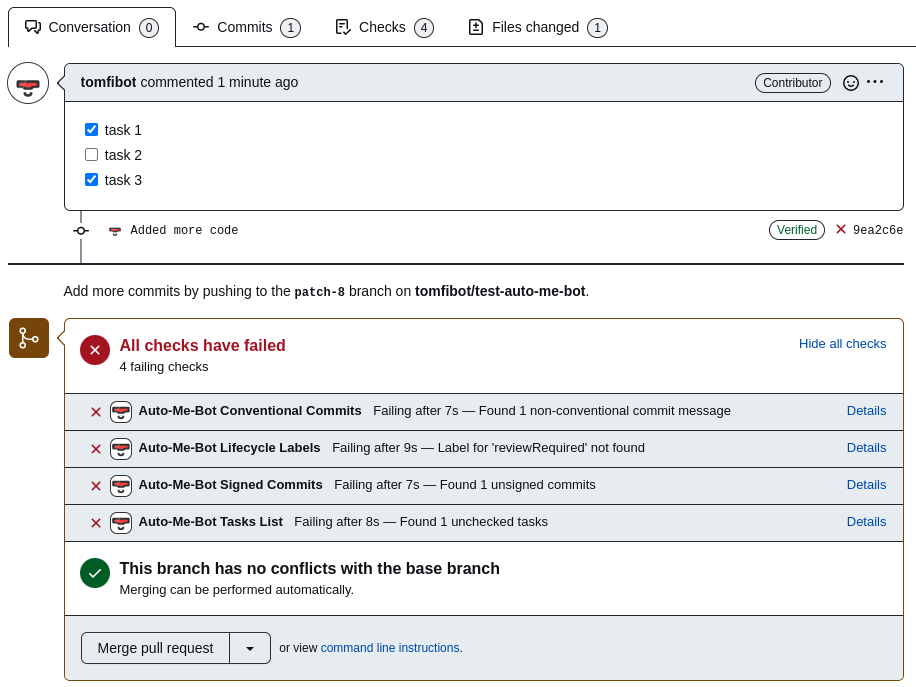 Conversation 0 Commits 1 Checks 4 Files changed 1
tomfibot commented 1 minute ago Contributor
task 1
task 2
task 3
Added more code Verified 9ea2c6e
Add more commits by pushing to the patch-8 branch on tomfibot/test-auto-me-bot.
All checks have failed Hide all checks
4 failing checks
Auto-Me-Bot Conventional Commits Failing after 7s — Found 1 non-conventional commit message Details
Auto-Me-Bot Lifecycle Labels Failing after 9s — Label for 'reviewRequired' not found Details
Auto-Me-Bot Signed Commits Failing after 7s — Found 1 unsigned commits Details
Auto-Me-Bot Tasks List Failing after 8s — Found 1 unchecked tasks Details
This branch has no conflicts with the base branch
Merging can be performed automatically.
Merge pull request or view command line instructions.